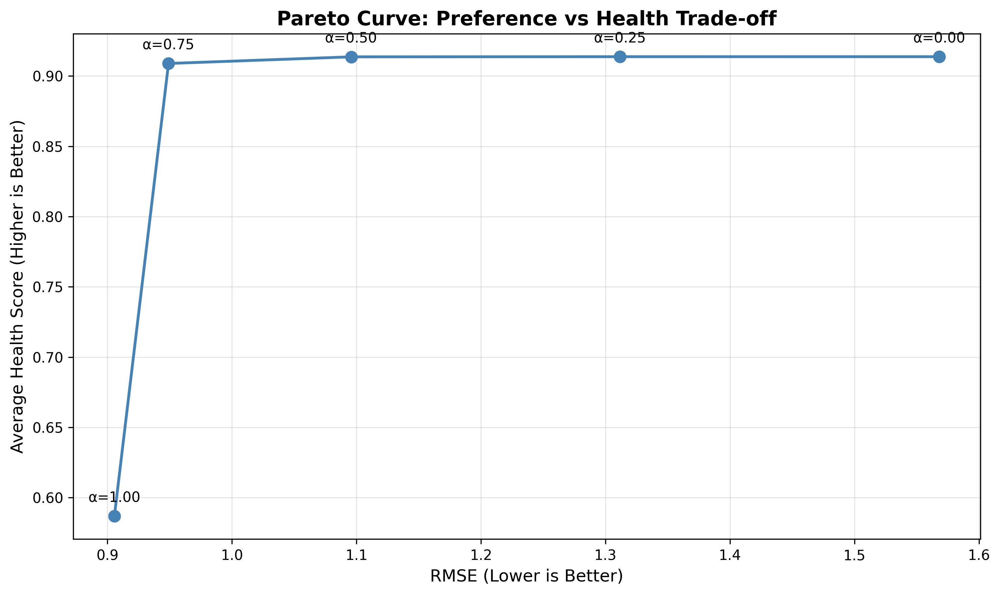 Pareto Curve: Preference vs Health Trade-off
α=0.75
α=0.50
α=0.25
α=0.00
α=1.00
Average Health Score (Higher is Better)
0.90
0.85
0.80
0.75
0.70
0.65
0.60
0.9
1.0
1.1
1.2
1.3
1.4
1.5
1.6
RMSE (Lower is Better)